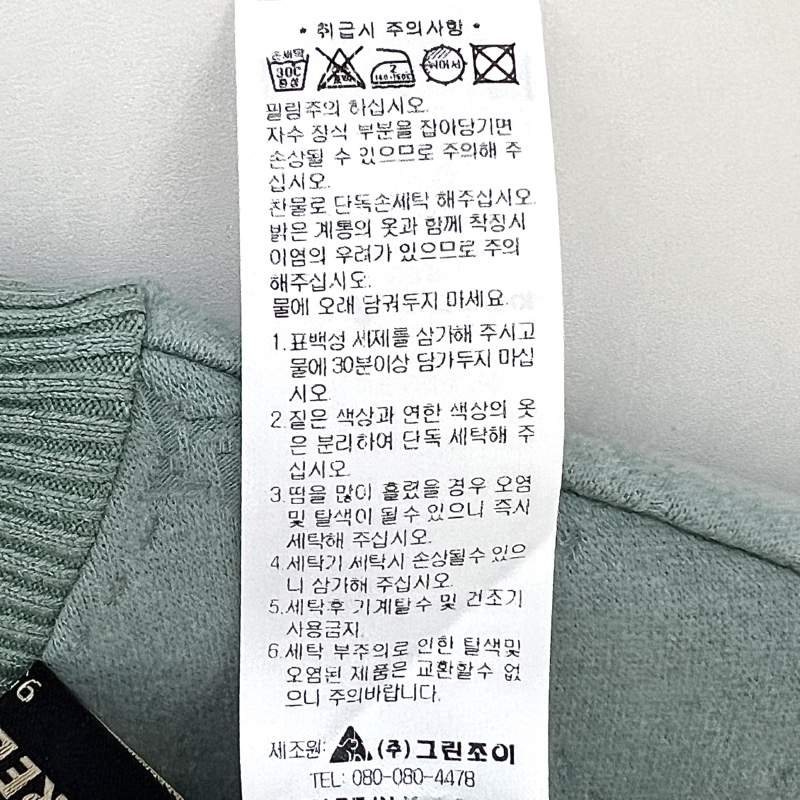 • 취급시 주의사항 •
손세탁
30℃
중성
2
140-160℃
뉘어서
필링주의 하십시오.
자수 장식 부분을 잡아당기면
손상될 수 있으므로 주의해 주
십시오.
찬물로 단독손세탁 해주십시오.
밝은 계통의 옷과 함께 착장시
이염의 우려가 있으므로 주의
해주십시오.
물에 오래 담궈두지 마세요.
1.표백성 세제를 삼가해 주시고
물에 30분이상 담가두지 마십
시오.
2.짙은 색상과 연한 색상의 옷
은 분리하여 단독 세탁해 주
십시오.
3.땀을 많이 흘렸을 경우 오염
및 탈색이 될 수 있으니 즉시
세탁해 주십시오.
4.세탁기 세탁시 손상될수 있으
니 삼가해 주십시오.
5.세탁후 기계탈수 및 건조기
사용금지.
6.세탁 부주의로 인한 탈색및
오염된 제품은 교환할수 없
으니 주의바랍니다.
제조원: (주)그린조이
TEL: 080-080-4478
96